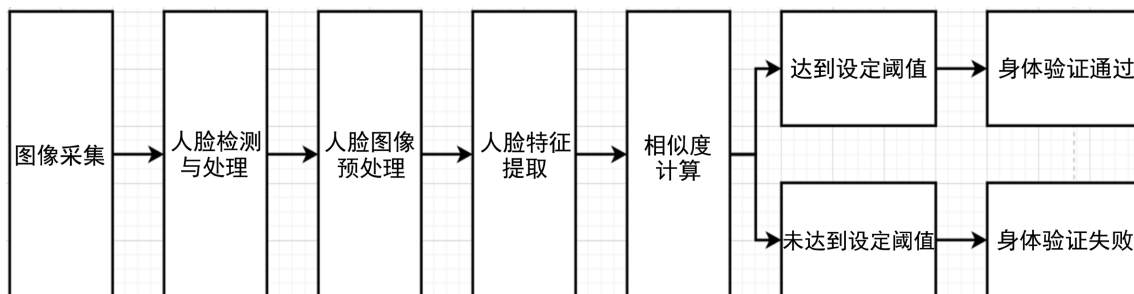 图像采集
人脸检测
与处理
人脸图像
预处理
人脸特征
提取
相似度
计算
达到设定阈值
身体验证通过
未达到设定阈值
身体验证失败